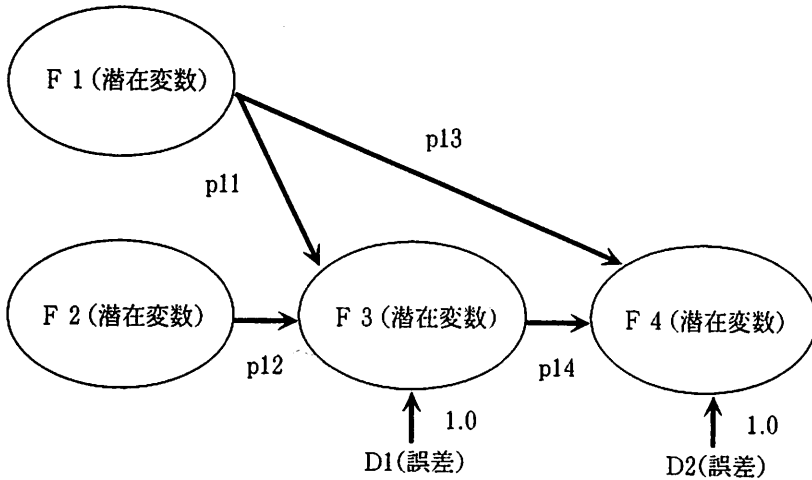 F 1 (潜在変数)
p13
p11
F 2 (潜在変数)
F 3 (潜在変数)
F 4 (潜在変数)
p12
p14
1.0
1.0
D1(誤差)
D2(誤差)